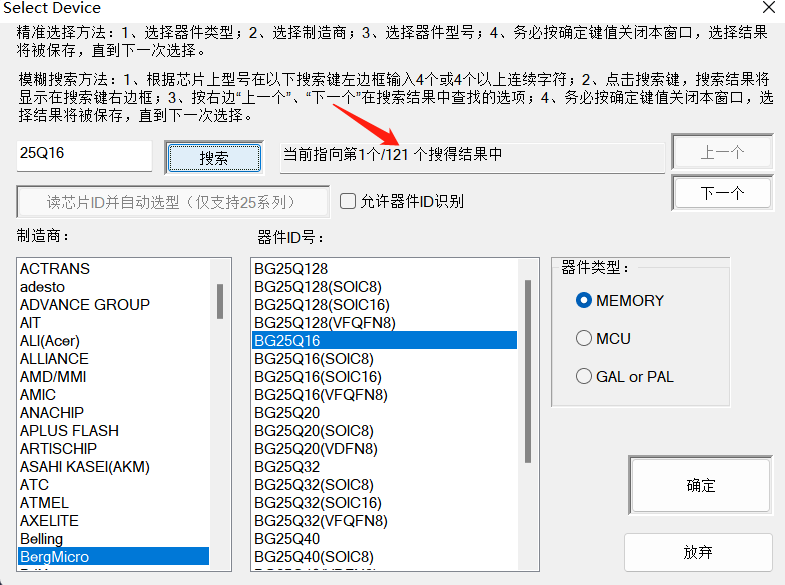 Select Device
精准选择方法：1、选择器件类型；2、选择制造商；3、选择器件型号；4、务必按确定键值关闭本窗口，选择结果
将被保存，直到下一次选择。
模糊搜索方法：1、根据芯片上型号在以下搜索键左边框输入4个或4个以上连续字符；2、点击搜索键，搜索结果将
显示在搜索键右边框；3、按右边“上一个”、“下一个”在搜索结果中查找的选项；4、务必按确定键值关闭本窗口，选
择结果将被保存，直到下一次选择。
25Q16
搜索
当前指向第1个/121 个搜得结果中
上一个
下一个
读芯片ID并自动选型（仅支持25系列）
允许器件ID识别
制造商：
ACTRANS
adesto
ADVANCE GROUP
AIT
ALI(Acer)
ALLIANCE
AMD/MMI
AMIC
ANACHIP
APLUS FLASH
ARTISCHIP
ASAHI KASEI(AKM)
ATC
ATMEL
AXELITE
Belling
BergMicro
器件ID号：
BG25Q128
BG25Q128(SOIC8)
BG25Q128(SOIC16)
BG25Q128(VFQFN8)
BG25Q16
BG25Q16(SOIC8)
BG25Q16(SOIC16)
BG25Q16(VFQFN8)
BG25Q20
BG25Q20(SOIC8)
BG25Q20(VDFN8)
BG25Q32
BG25Q32(SOIC8)
BG25Q32(SOIC16)
BG25Q32(VFQFN8)
BG25Q40
BG25Q40(SOIC8)
器件类型：
MEMORY
MCU
GAL or PAL
确定
放弃